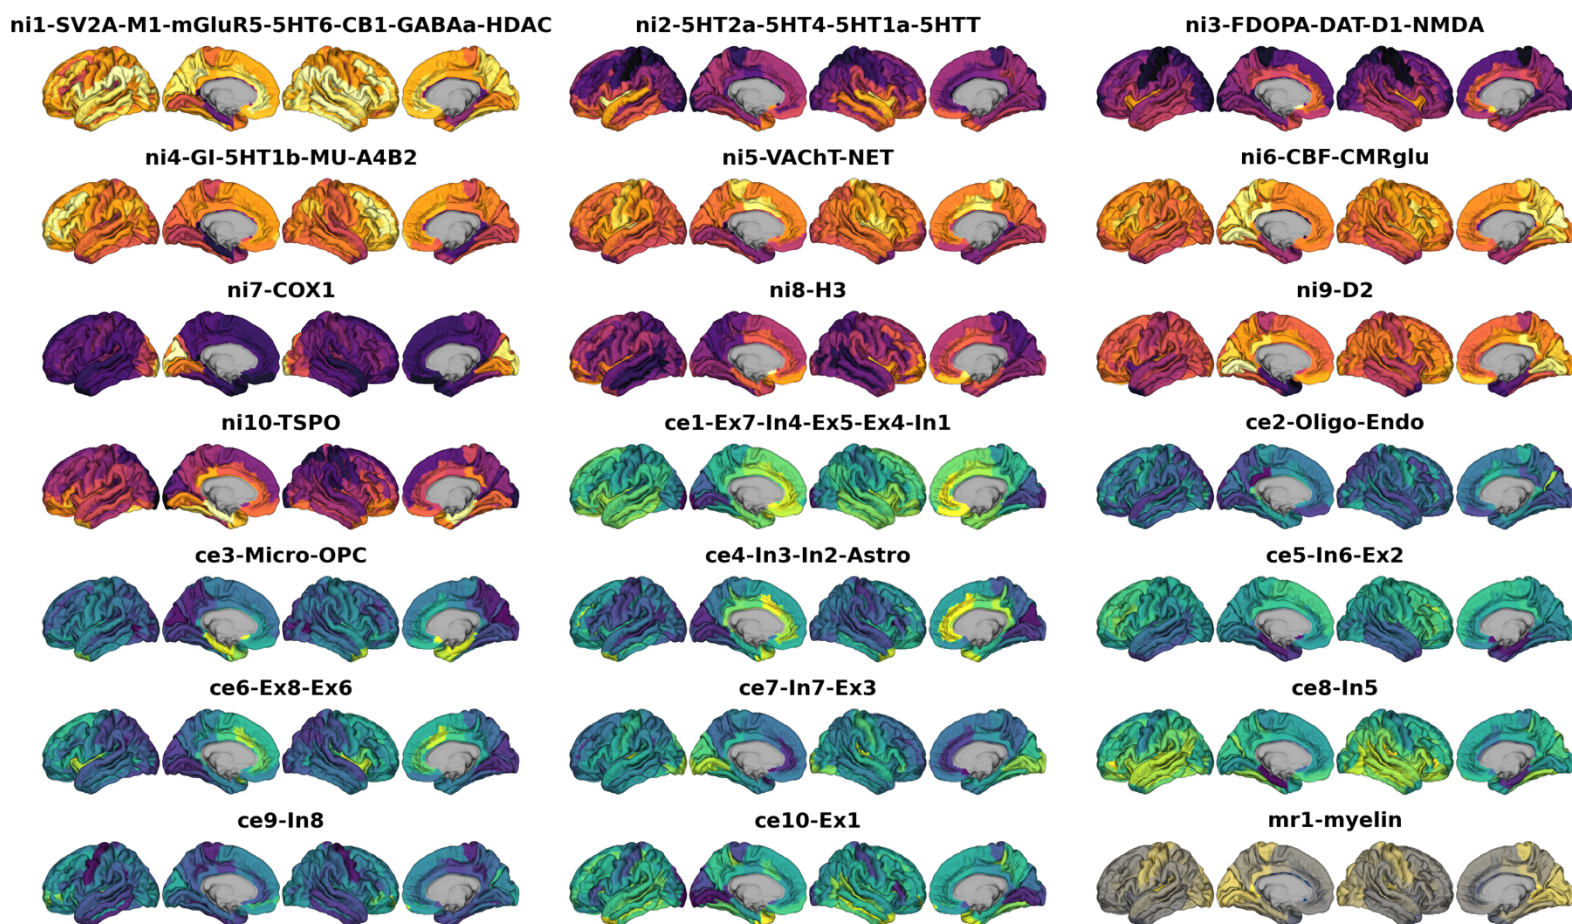 ni1-SV2A-M1-mGluR5-5HT6-CB1-GABAa-HDAC
ni2-5HT2a-5HT4-5HT1a-5HTT
ni3-FDOPA-DAT-D1-NMDA
ni4-GI-5HT1b-MU-A4B2
ni5-VAChT-NET
ni6-CBF-CMRglu
ni7-COX1
ni8-H3
ni9-D2
ni10-TSPO
ce1-Ex7-In4-Ex5-Ex4-In1
ce2-Oligo-Endo
ce3-Micro-OPC
ce4-In3-In2-Astro
ce5-In6-Ex2
ce6-Ex8-Ex6
ce7-In7-Ex3
ce8-In5
ce9-In8
ce10-Ex1
mr1-myelin